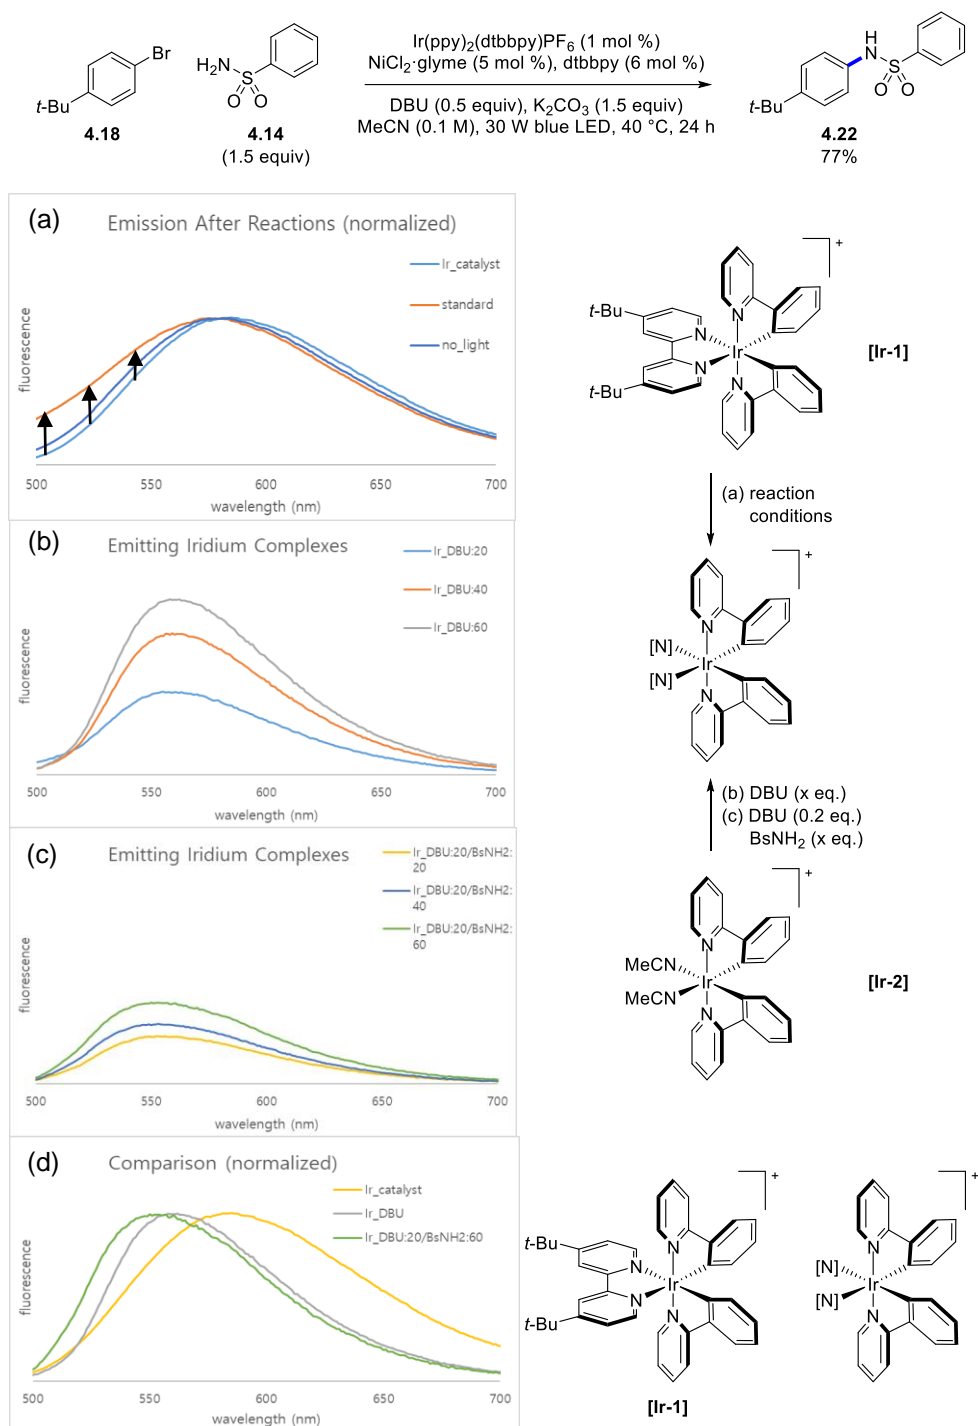 Br
t-Bu
4.18
H2N
S
O O
4.14
(1.5 equiv)
Ir(ppy)2(dtbbpy)PF6 (1 mol %)
NiCl2·glyme (5 mol %), dtbbpy (6 mol %)
DBU (0.5 equiv), K2CO3 (1.5 equiv)
MeCN (0.1 M), 30 W blue LED, 40 °C, 24 h
H
N
S
O O
t-Bu
4.22
77%
(a)
Emission After Reactions (normalized)
Ir_catalyst
standard
no_light
fluorescence
500 550 600 650 700
wavelength (nm)
(b)
Emitting Iridium Complexes
Ir_DBU:20
Ir_DBU:40
Ir_DBU:60
fluorescence
500 550 600 650 700
wavelength (nm)
(c)
Emitting Iridium Complexes
Ir_DBU:20/BsNH2:
20
Ir_DBU:20/BsNH2:
40
Ir_DBU:20/BsNH2:
60
fluorescence
500 550 600 650 700
wavelength (nm)
(d)
Comparison (normalized)
Ir_catalyst
Ir_DBU
Ir_DBU:20/BsNH2:60
fluorescence
500 550 600 650 700
wavelength (nm)
+
t-Bu
N
N
Ir
N
t-Bu
N
[Ir-1]
(a) reaction
conditions
+
N
[N]
Ir
[N]
N
(b) DBU (x eq.)
(c) DBU (0.2 eq.)
BsNH2 (x eq.)
+
N
MeCN
Ir
MeCN
N
[Ir-2]
+
t-Bu
N
N
Ir
N
N
t-Bu
[Ir-1]
+
N
[N]
Ir
[N]
N